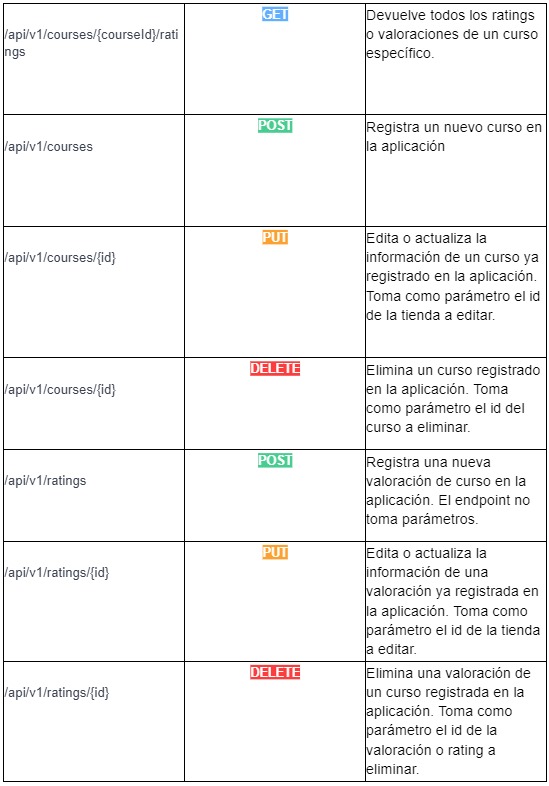 /api/v1/courses/{courseId}/rati
ngs
GET
Devuelve todos los ratings
o valoraciones de un curso
específico.
/api/v1/courses
POST
Registra un nuevo curso en
la aplicación
/api/v1/courses/{id}
PUT
Edita o actualiza la
información de un curso ya
registrado en la aplicación.
Toma como parámetro el id
de la tienda a editar.
/api/v1/courses/{id}
DELETE
Elimina un curso registrado
en la aplicación. Toma
como parámetro el id del
curso a eliminar.
/api/v1/ratings
POST
Registra una nueva
valoración de curso en la
aplicación. El endpoint no
toma parámetros.
/api/v1/ratings/{id}
PUT
Edita o actualiza la
información de una
valoración ya registrada en
la aplicación. Toma como
parámetro el id de la tienda
a editar.
/api/v1/ratings/{id}
DELETE
Elimina una valoración de
un curso registrada en la
aplicación. Toma como
parámetro el id de la
valoración o rating a
eliminar.